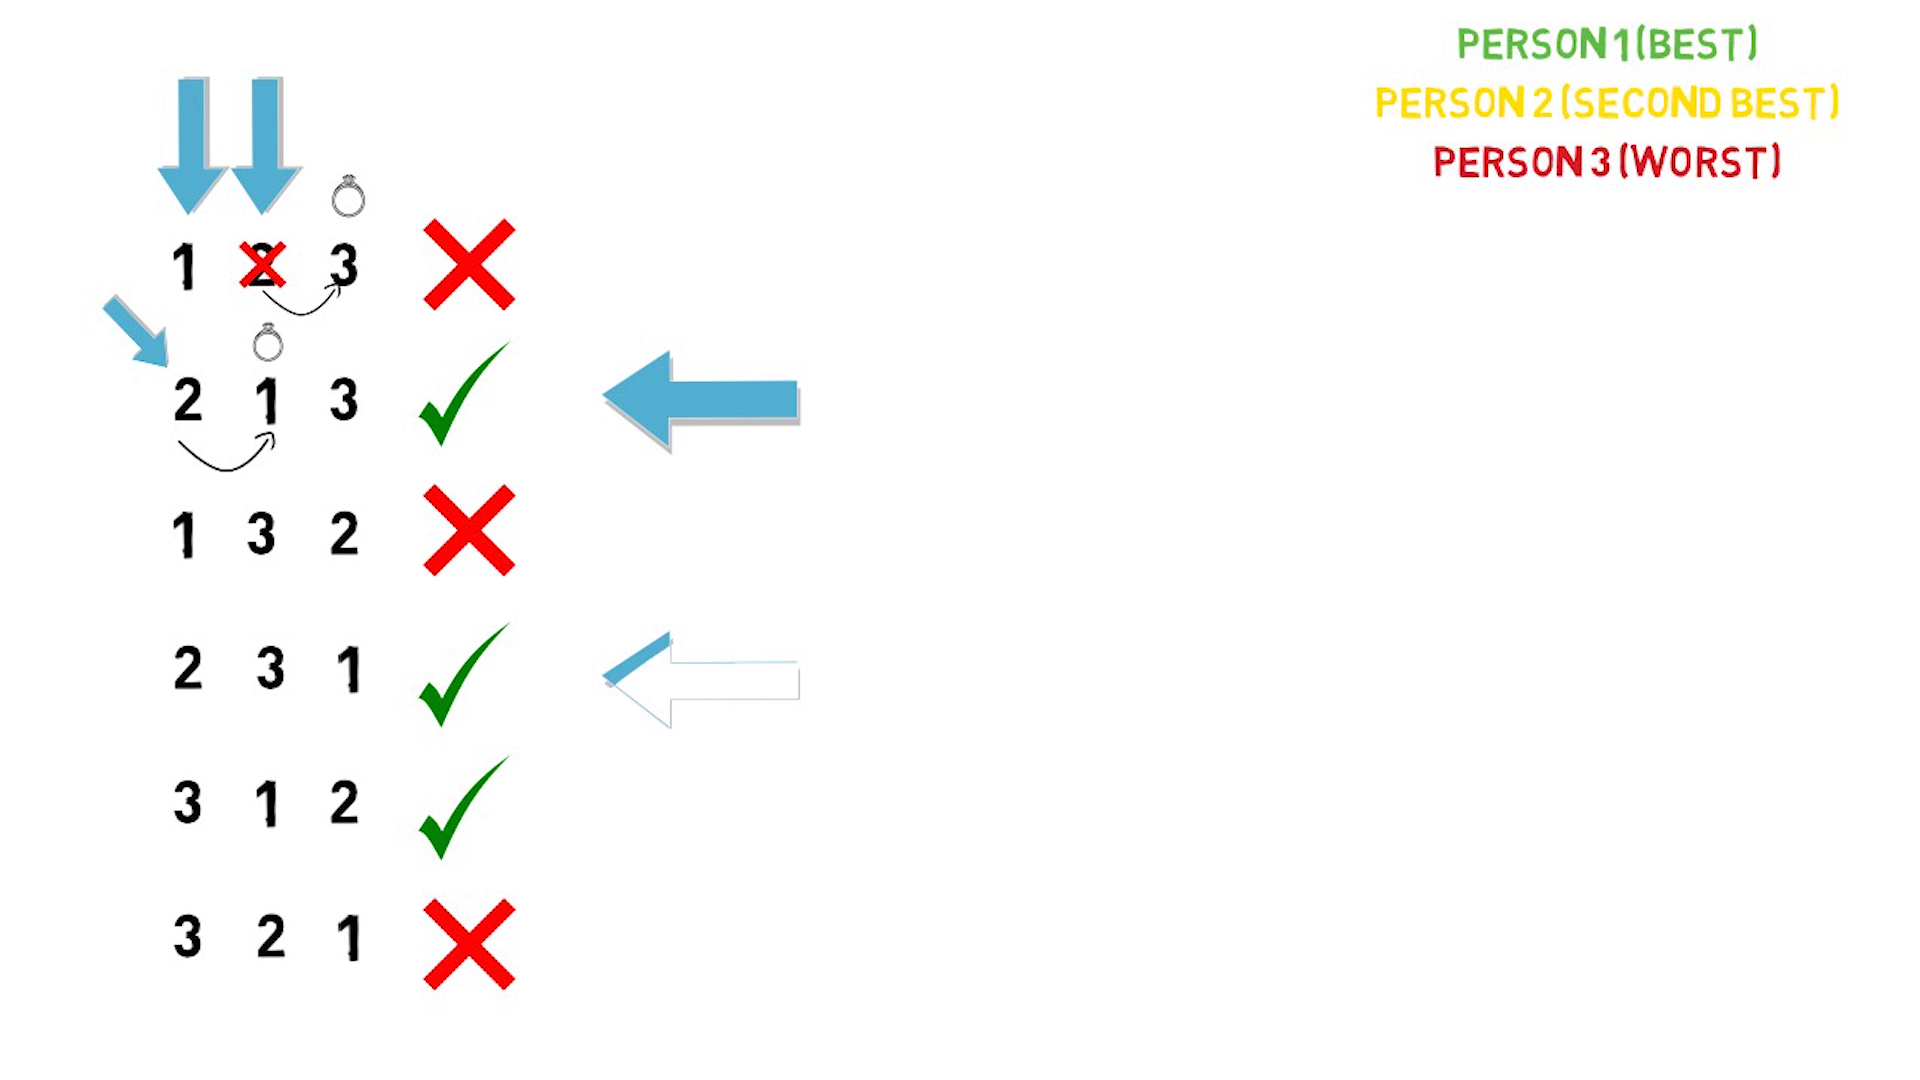 PERSON 1 (BEST)
PERSON 2 (SECOND BEST)
PERSON 3 (WORST)
1 2 3
2 1 3
1 3 2
2 3 1
3 1 2
3 2 1